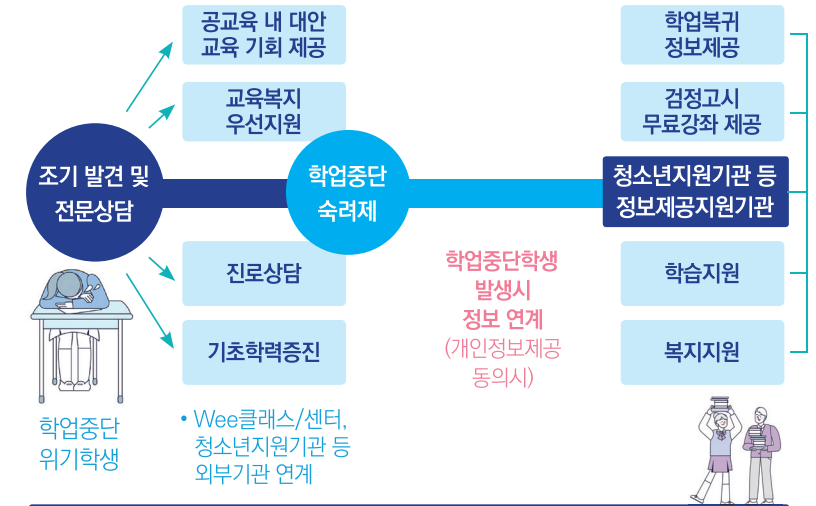 공교육 내 대안
교육 기회 제공
교육복지
우선지원
조기 발견 및
전문상담
학업중단
숙려제
진로상담
기초학력증진
학업중단
위기학생
• Wee클래스/센터,
청소년지원기관 등
외부기관 연계
학업중단학생
발생시
정보 연계
(개인정보제공
동의시)
학업복귀
정보제공
검정고시
무료강좌 제공
청소년지원기관 등
정보제공지원기관
학습지원
복지지원